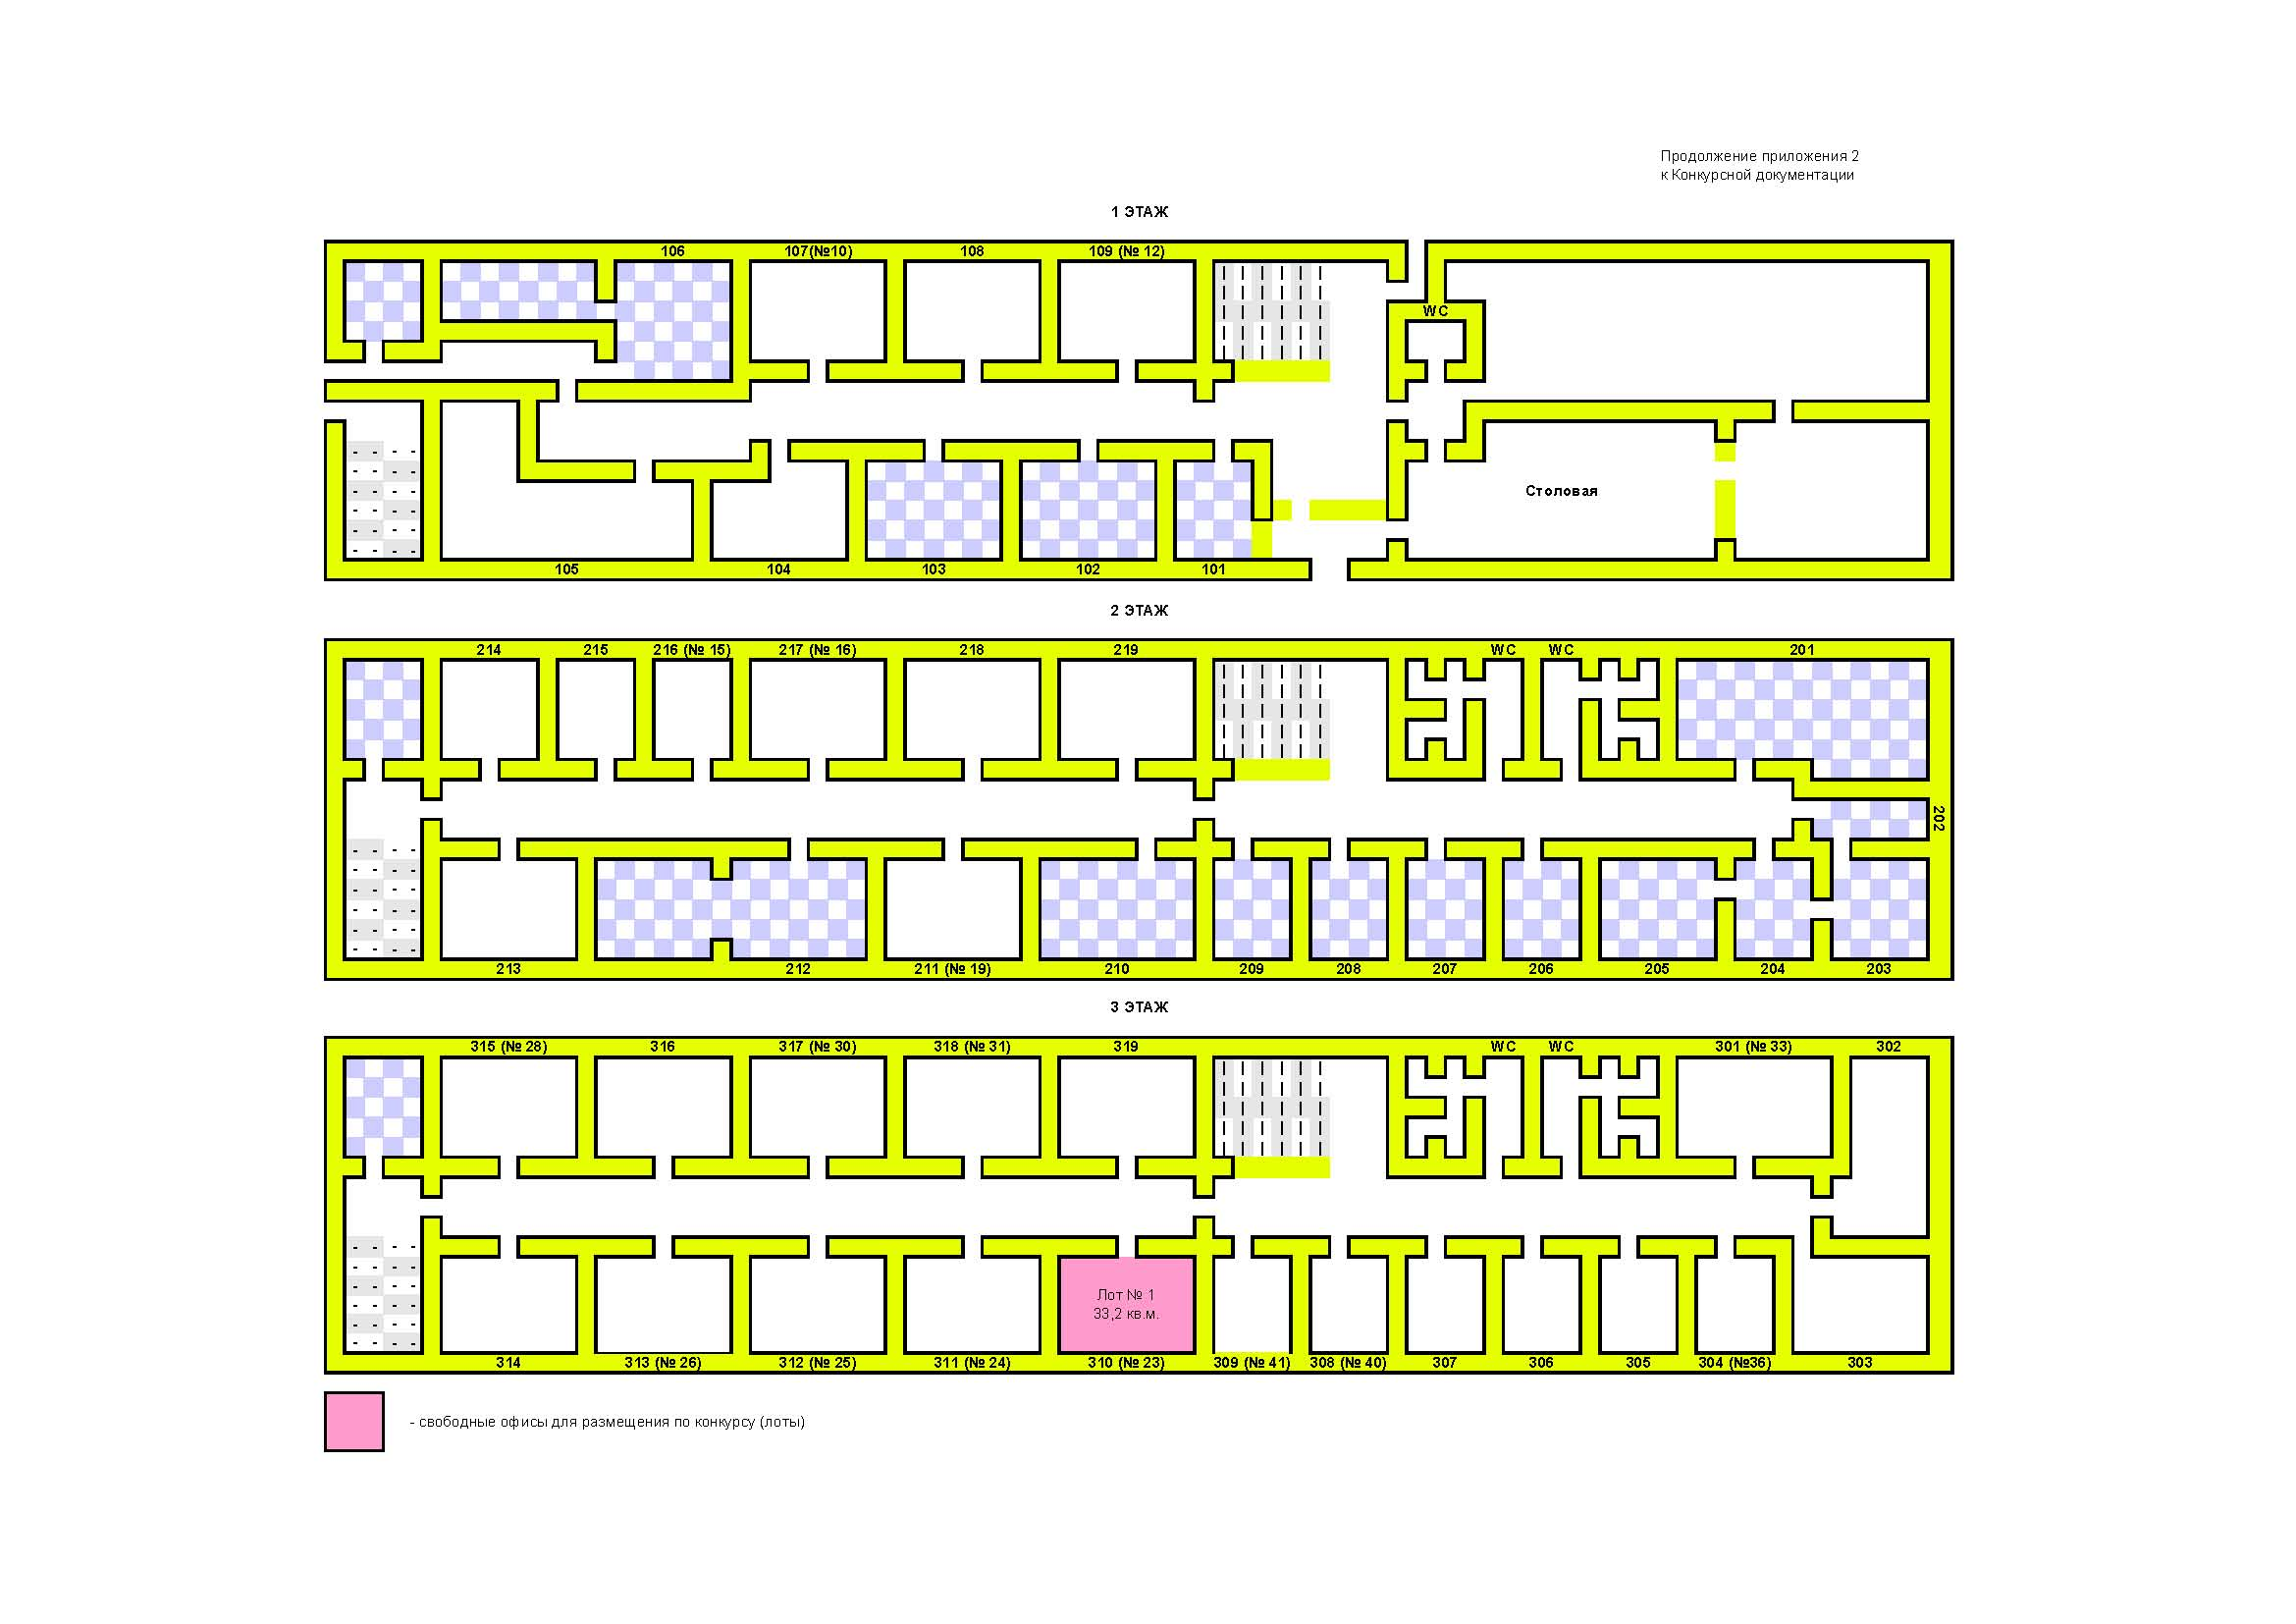 Продолжение приложения 2
к Конкурсной документации
1 ЭТАЖ
106 107(№10) 108 109 (№ 12)
WC
Столовая
105 104 103 102 101
2 ЭТАЖ
214 215 216 (№ 15) 217 (№ 16) 218 219 WC WC 201
202
213 212 211 (№ 19) 210 209 208 207 206 205 204 203
3 ЭТАЖ
315 (№ 28) 316 317 (№ 30) 318 (№ 31) 319 WC WC 301 (№ 33) 302
Лот № 1
33,2 кв.м.
314 313 (№ 26) 312 (№ 25) 311 (№ 24) 310 (№ 23) 309 (№ 41) 308 (№ 40) 307 306 305 304 (№36) 303
- свободные офисы для размещения по конкурсу (лоты)